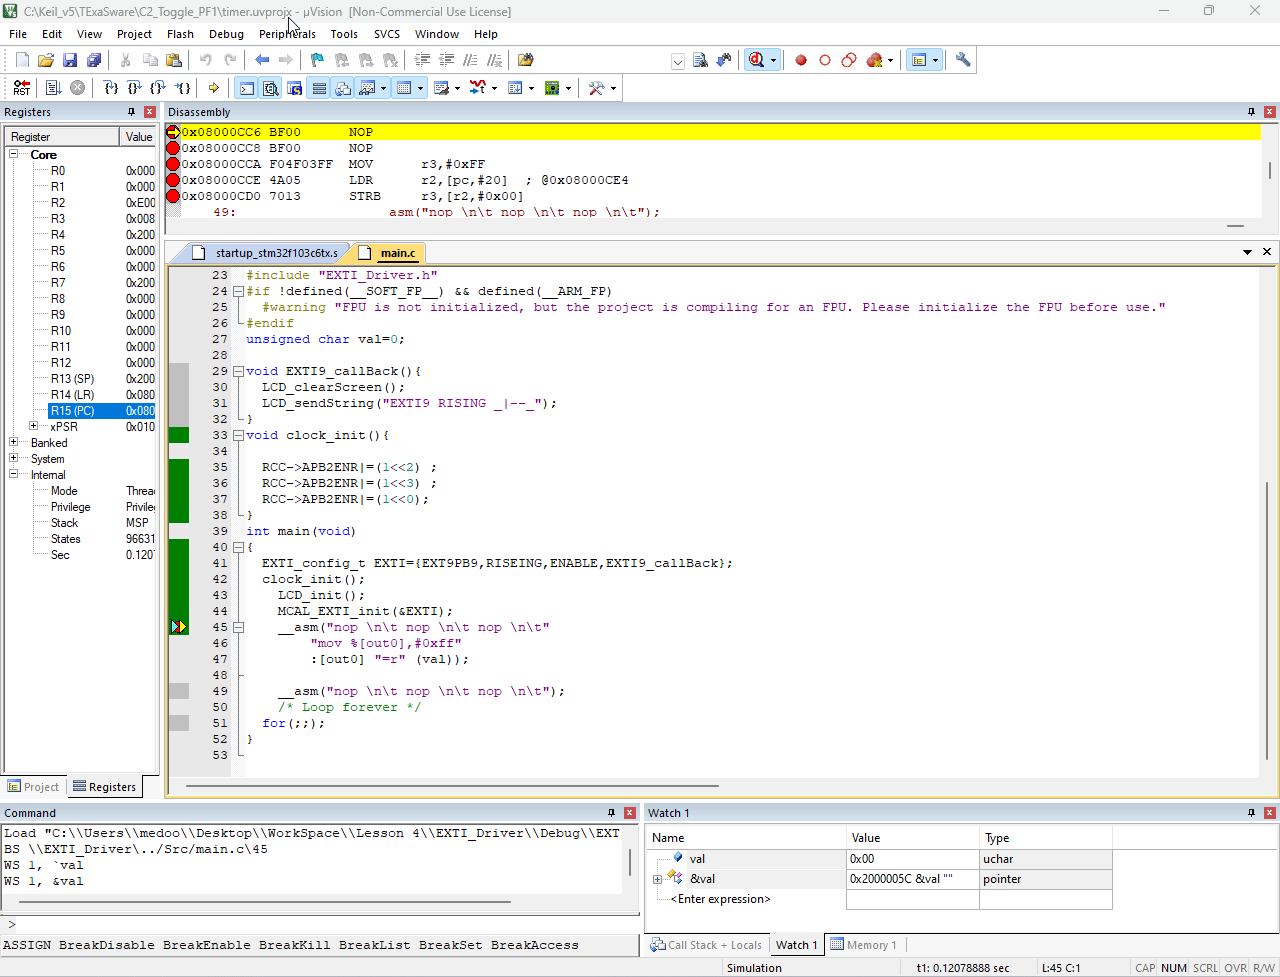 C:\Keil_v5\TExaSware\C2_Toggle_PF1\timer.uvprojx - µVision [Non-Commercial Use License]
File Edit View Project Flash Debug Peripherals Tools SVCS Window Help
Registers
Register Value
Core
R0 0x000
R1 0x000
R2 0xE00
R3 0x008
R4 0x200
R5 0x000
R6 0x000
R7 0x200
R8 0x000
R9 0x000
R10 0x000
R11 0x000
R12 0x000
R13 (SP) 0x200
R14 (LR) 0x080
R15 (PC) 0x080
xPSR 0x010
Banked
System
Internal
Mode Threa
Privilege Privile
Stack MSP
States 96631
Sec 0.1207
Project Registers
Disassembly
0x08000CC6 BF00 NOP
0x08000CC8 BF00 NOP
0x08000CCA F04F03FF MOV r3,#0xFF
0x08000CCE 4A05 LDR r2,[pc,#20] ; @0x08000CE4
0x08000CD0 7013 STRB r3,[r2,#0x00]
49: asm("nop \n\t nop \n\t nop \n\t");
startup_stm32f103c6tx.s main.c
23 #include "EXTI_Driver.h"
24 #if !defined(__SOFT_FP__) && defined(__ARM_FP)
25 #warning "FPU is not initialized, but the project is compiling for an FPU. Please initialize the FPU before use."
26 #endif
27 unsigned char val=0;
28
29 void EXTI9_callBack(){
30 LCD_clearScreen();
31 LCD_sendString("EXTI9 RISING _|--_");
32 }
33 void clock_init(){
34
35 RCC->APB2ENR|=(1<<2) ;
36 RCC->APB2ENR|=(1<<3) ;
37 RCC->APB2ENR|=(1<<0);
38 }
39 int main(void)
40 {
41 EXTI_config_t EXTI={EXT9PB9,RISEING,ENABLE,EXTI9_callBack};
42 clock_init();
43 LCD_init();
44 MCAL_EXTI_init(&EXTI);
45 __asm("nop \n\t nop \n\t nop \n\t"
46 "mov %[out0],#0xff"
47 :[out0] "=r" (val));
48
49 __asm("nop \n\t nop \n\t nop \n\t");
50 /* Loop forever */
51 for(;;);
52 }
53
Command
Load "C:\\Users\\medoo\\Desktop\\WorkSpace\\Lesson 4\\EXTI_Driver\\Debug\\EXT
BS \\EXTI_Driver\../Src/main.c\45
WS 1, `val
WS 1, &val
>
ASSIGN BreakDisable BreakEnable BreakKill BreakList BreakSet BreakAccess
Watch 1
Name Value Type
val 0x00 uchar
&val 0x2000005C &val "" pointer
<Enter expression>
Call Stack + Locals Watch 1 Memory 1
Simulation t1: 0.12078888 sec L:45 C:1 CAP NUM SCRL OVR R/W